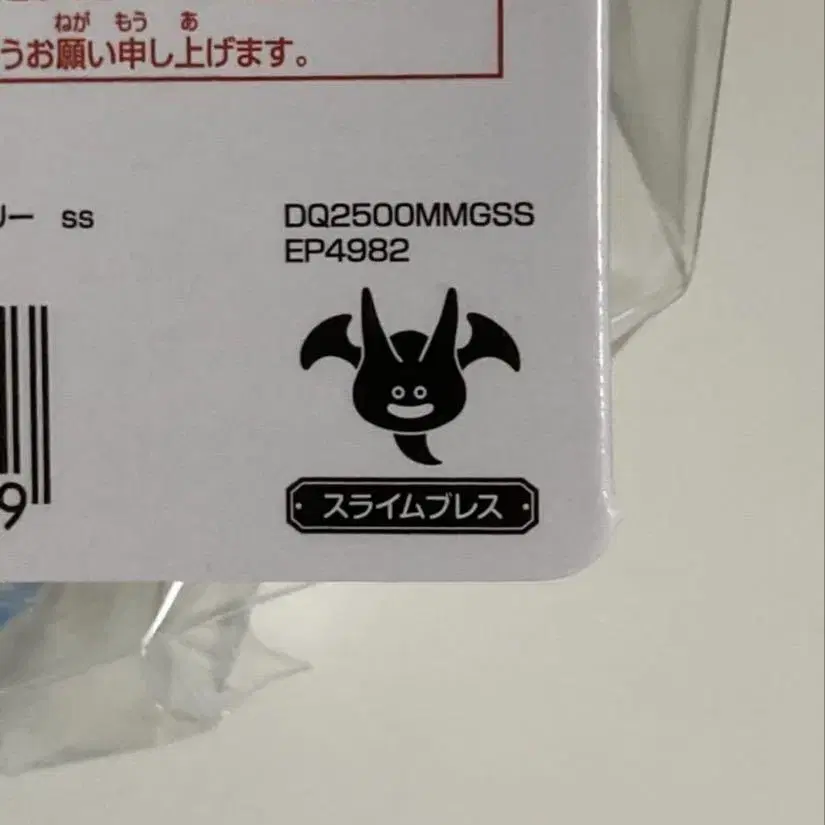 ねが もう あ
うお願い申し上げます。
リー ss
DQ2500MMGSS
EP4982
9
スライムブレス